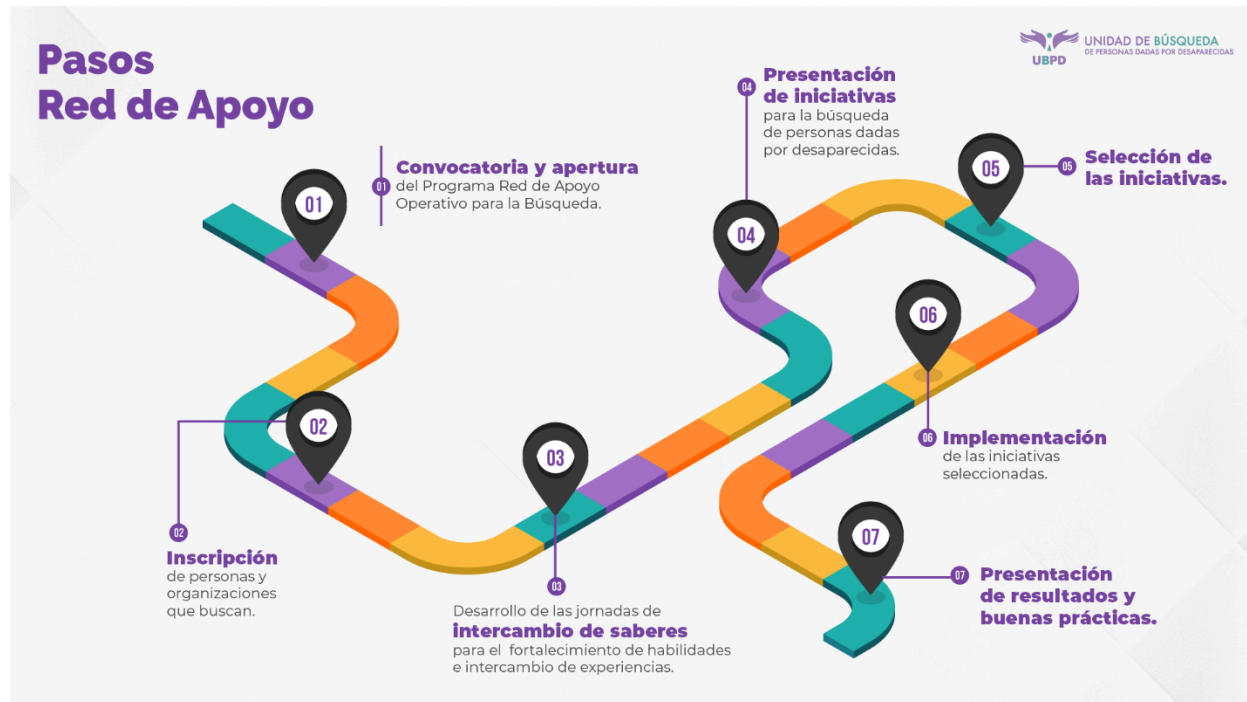 Pasos
Red de Apoyo
UBPD
UNIDAD DE BÚSQUEDA
DE PERSONAS DADAS POR DESAPARECIDAS
01
01
Convocatoria y apertura
del Programa Red de Apoyo
Operativo para la Búsqueda.
02
02
Inscripción
de personas y
organizaciones
que buscan.
03
03
Desarrollo de las jornadas de
intercambio de saberes
para el fortalecimiento de habilidades
e intercambio de experiencias.
04
04
Presentación
de iniciativas
para la búsqueda
de personas dadas
por desaparecidas.
05
05
Selección de
las iniciativas.
06
06
Implementación
de las iniciativas
seleccionadas.
07
07
Presentación
de resultados y
buenas prácticas.